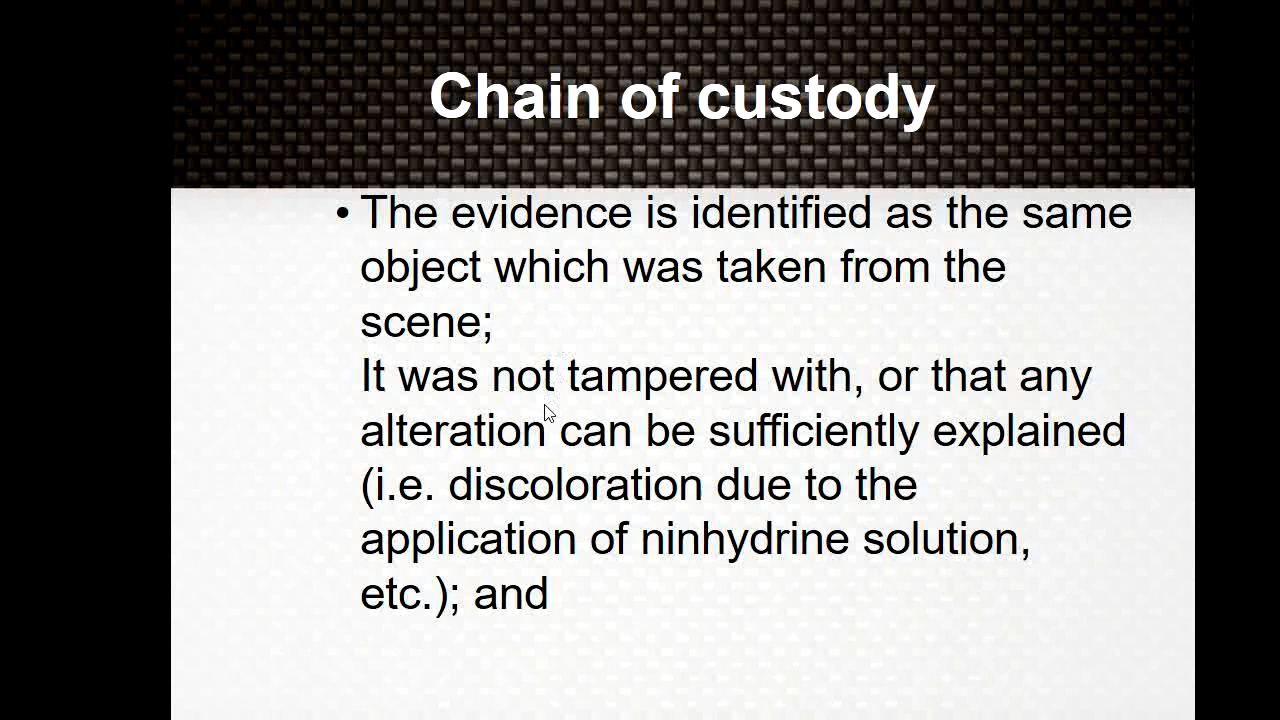 Chain of custody
• The evidence is identified as the same
object which was taken from the
scene;
It was not tampered with, or that any
alteration can be sufficiently explained
(i.e. discoloration due to the
application of ninhydrine solution,
etc.); and